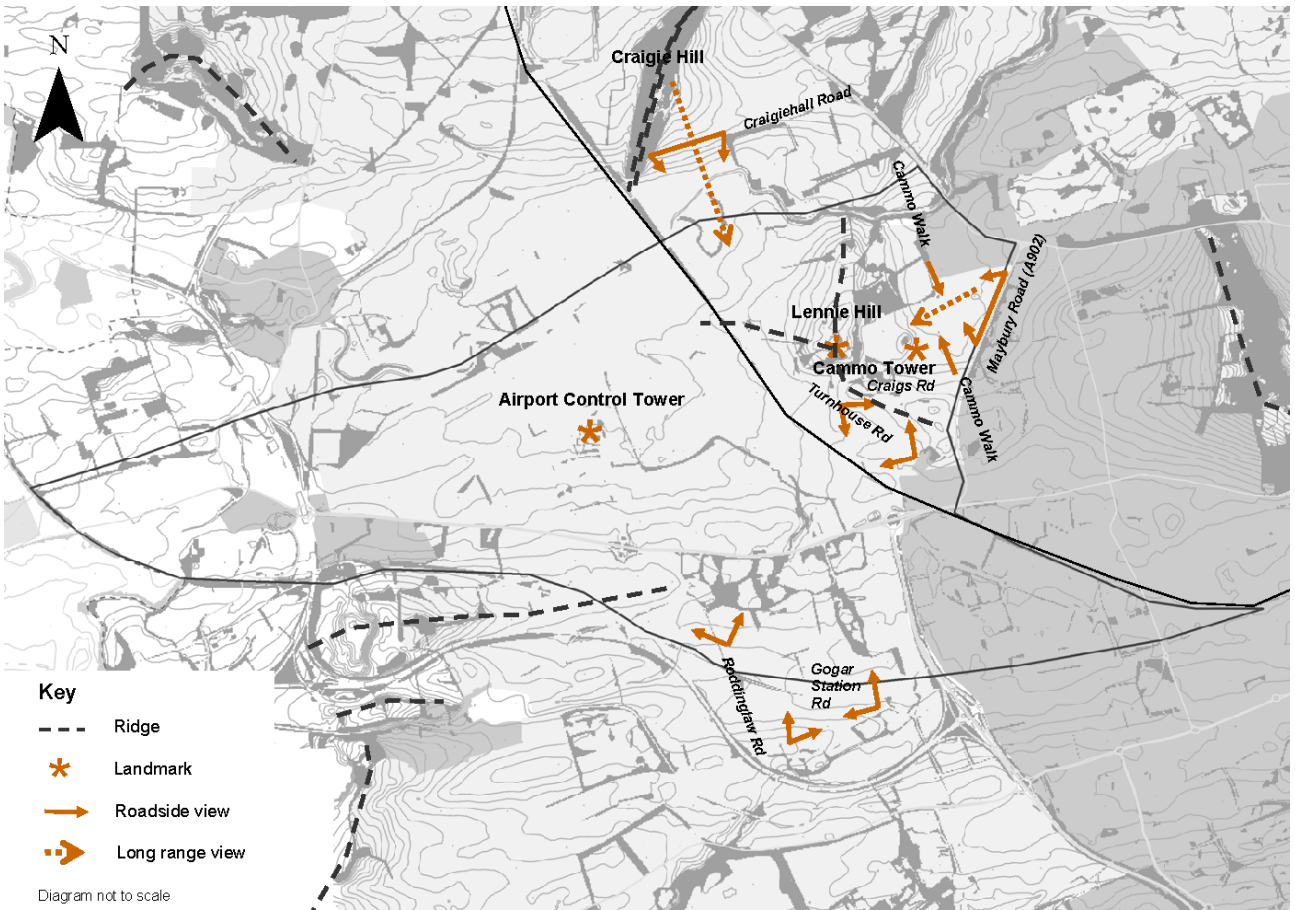 N
Craigie Hill
Craigiehall Road
Cammo Walk
Maybury Road (A902)
Lennie Hill
Cammo Tower
Craigs Rd
Turnhouse Rd
Cammo Walk
Airport Control Tower
Roddinglaw Rd
Gogar
Station
Rd
Key
Ridge
Landmark
Roadside view
Long range view
Diagram not to scale